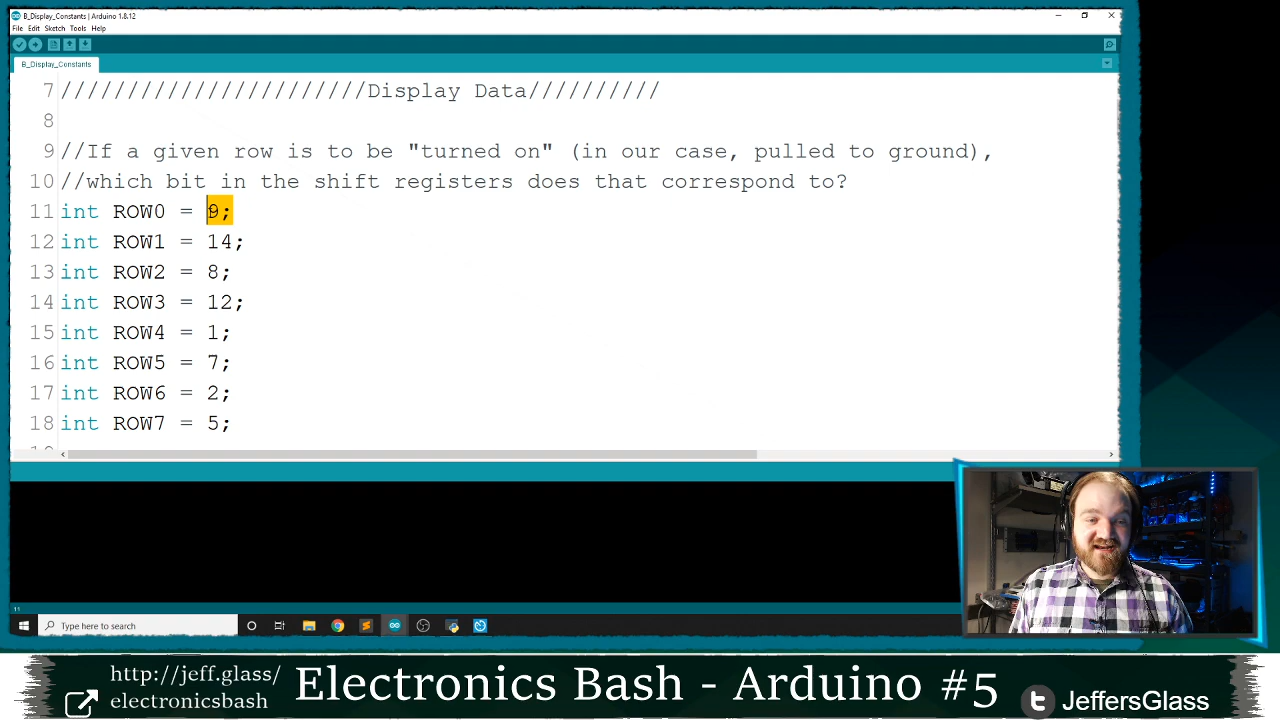 B_Display_Constants | Arduino 1.8.12
File Edit Sketch Tools Help
B_Display_Constants
7 ///////////////////////Display Data//////////
8
9 //If a given row is to be "turned on" (in our case, pulled to ground),
10 //which bit in the shift registers does that correspond to?
11 int ROW0 = 9;
12 int ROW1 = 14;
13 int ROW2 = 8;
14 int ROW3 = 12;
15 int ROW4 = 1;
16 int ROW5 = 7;
17 int ROW6 = 2;
18 int ROW7 = 5;
11
Type here to search
http://jeff.glass/
electronicsbash
Electronics Bash - Arduino #5
JeffersGlass